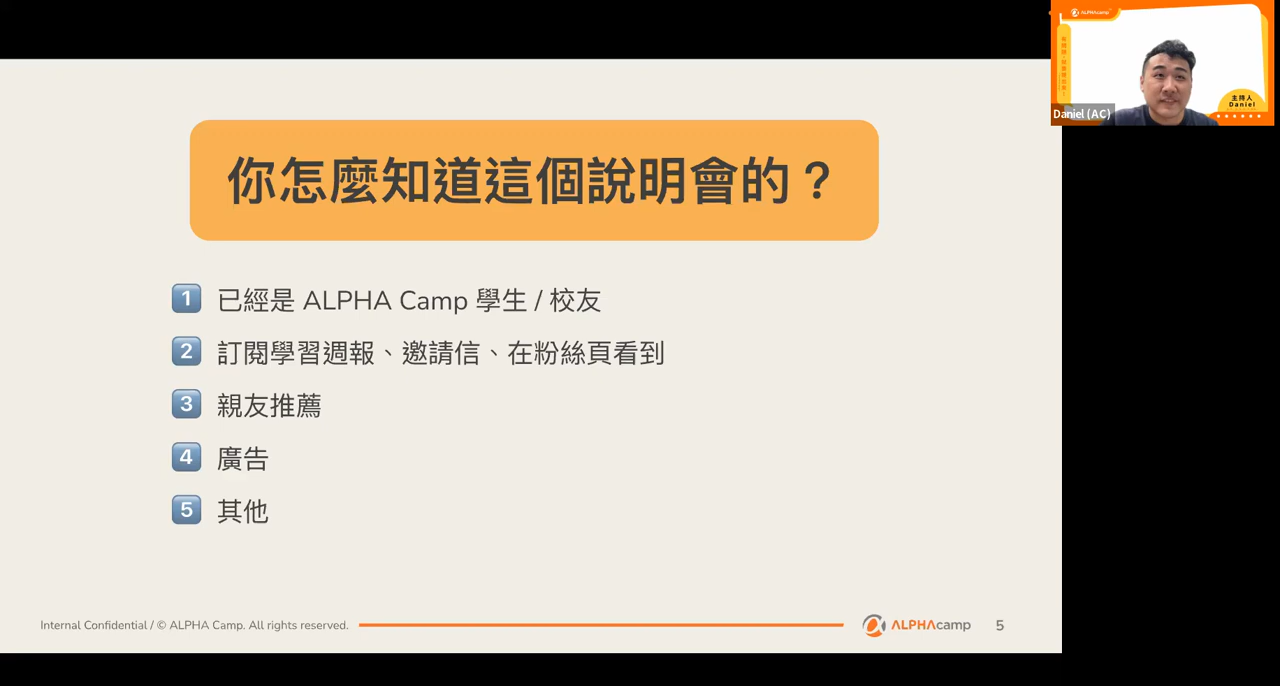 你怎麼知道這個說明會的？
1 已經是 ALPHA Camp 學生 / 校友
2 訂閱學習週報、邀請信、在粉絲頁看到
3 親友推薦
4 廣告
5 其他
Internal Confidential / © ALPHA Camp. All rights reserved.
ALPHAcamp
5
ALPHAcamp
主持人
Daniel
Daniel (AC)